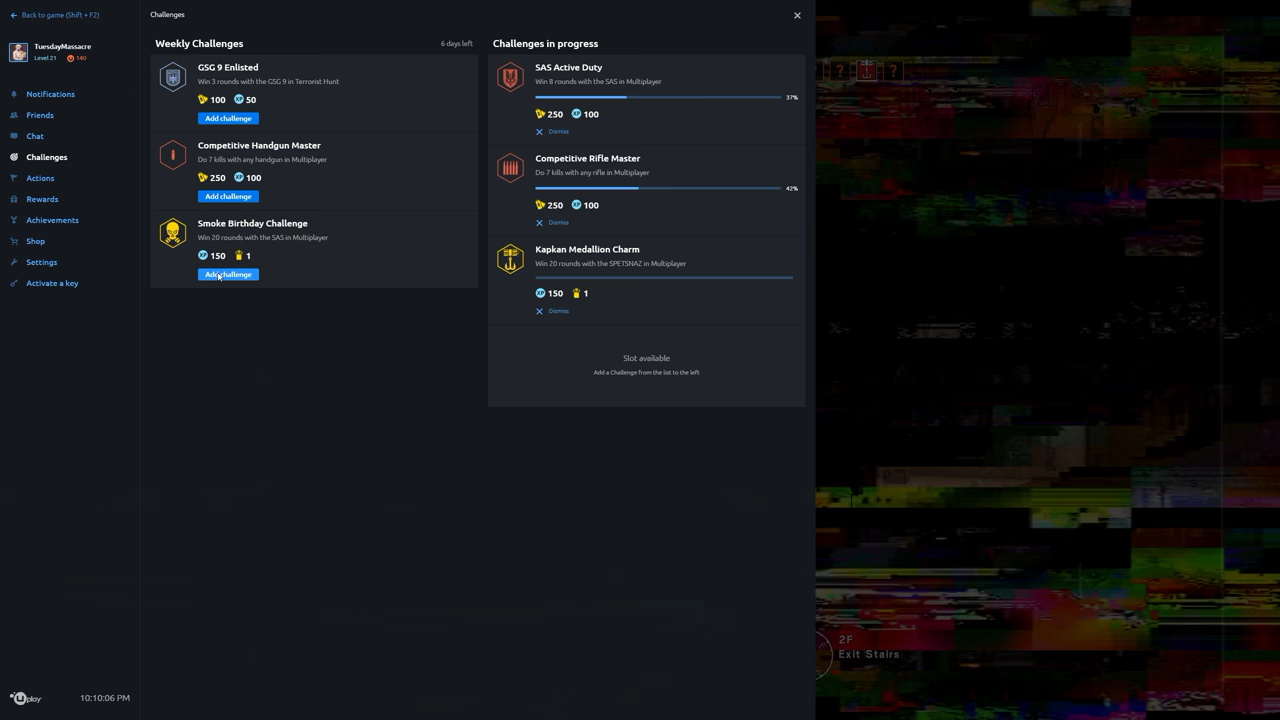 Back to game (Shift + F2)
TuesdayMassacre
Level 21 140
Notifications
Friends
Chat
Challenges
Actions
Rewards
Achievements
Shop
Settings
Activate a key
uplay
10:10:06 PM
Challenges
Weekly Challenges
6 days left
GSG 9 Enlisted
Win 3 rounds with the GSG 9 in Terrorist Hunt
100 XP 50
Add challenge
Competitive Handgun Master
Do 7 kills with any handgun in Multiplayer
250 XP 100
Add challenge
Smoke Birthday Challenge
Win 20 rounds with the SAS in Multiplayer
XP 150 1
Add challenge
Challenges in progress
SAS Active Duty
Win 8 rounds with the SAS in Multiplayer
37%
250 XP 100
Dismiss
Competitive Rifle Master
Do 7 kills with any rifle in Multiplayer
42%
250 XP 100
Dismiss
Kapkan Medallion Charm
Win 20 rounds with the SPETSNAZ in Multiplayer
XP 150 1
Dismiss
Slot available
Add a Challenge from the list to the left
? ?
2F
Exit Stairs